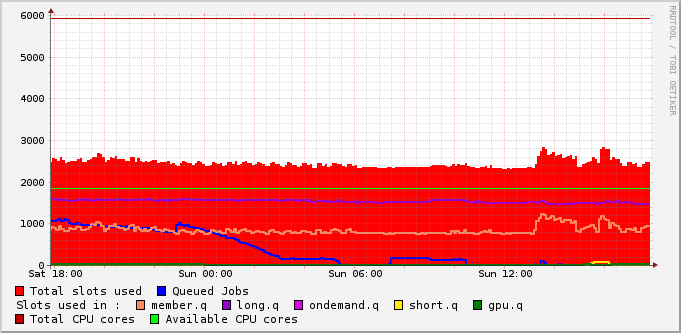 6000
5000
4000
3000
2000
1000
0
Sat 18:00 Sun 00:00 Sun 06:00 Sun 12:00
Total slots used Queued Jobs
Slots used in : member.q long.q ondemand.q short.q gpu.q
Total CPU cores Available CPU cores
RRDTOOL / TOBI OETIKER